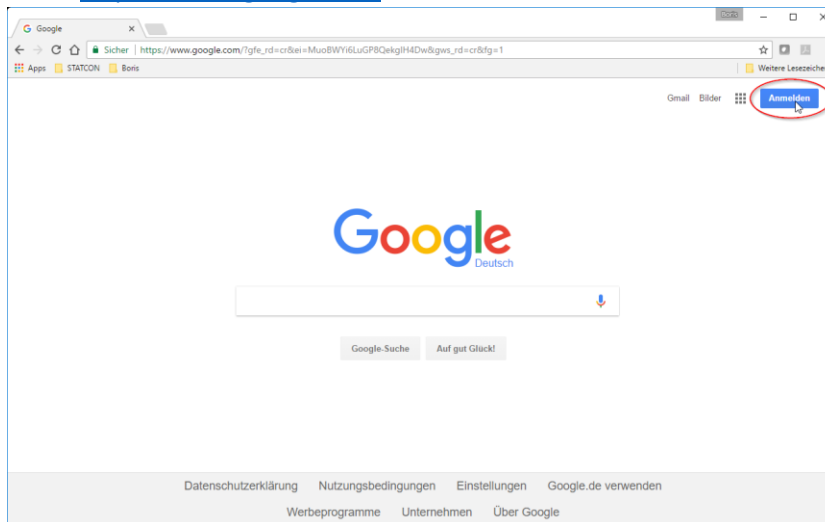 Google
Boris
Sicher | https://www.google.com/?gfe_rd=cr&ei=MuoBWYi6LuGP8QekgIH4Dw&gws_rd=cr&fg=1
Apps STATCON Boris Weitere Lesezeichen
Gmail Bilder Anmelden
Google
Deutsch
Google-Suche Auf gut Glück!
Datenschutzerklärung Nutzungsbedingungen Einstellungen Google.de verwenden
Werbeprogramme Unternehmen Über Google